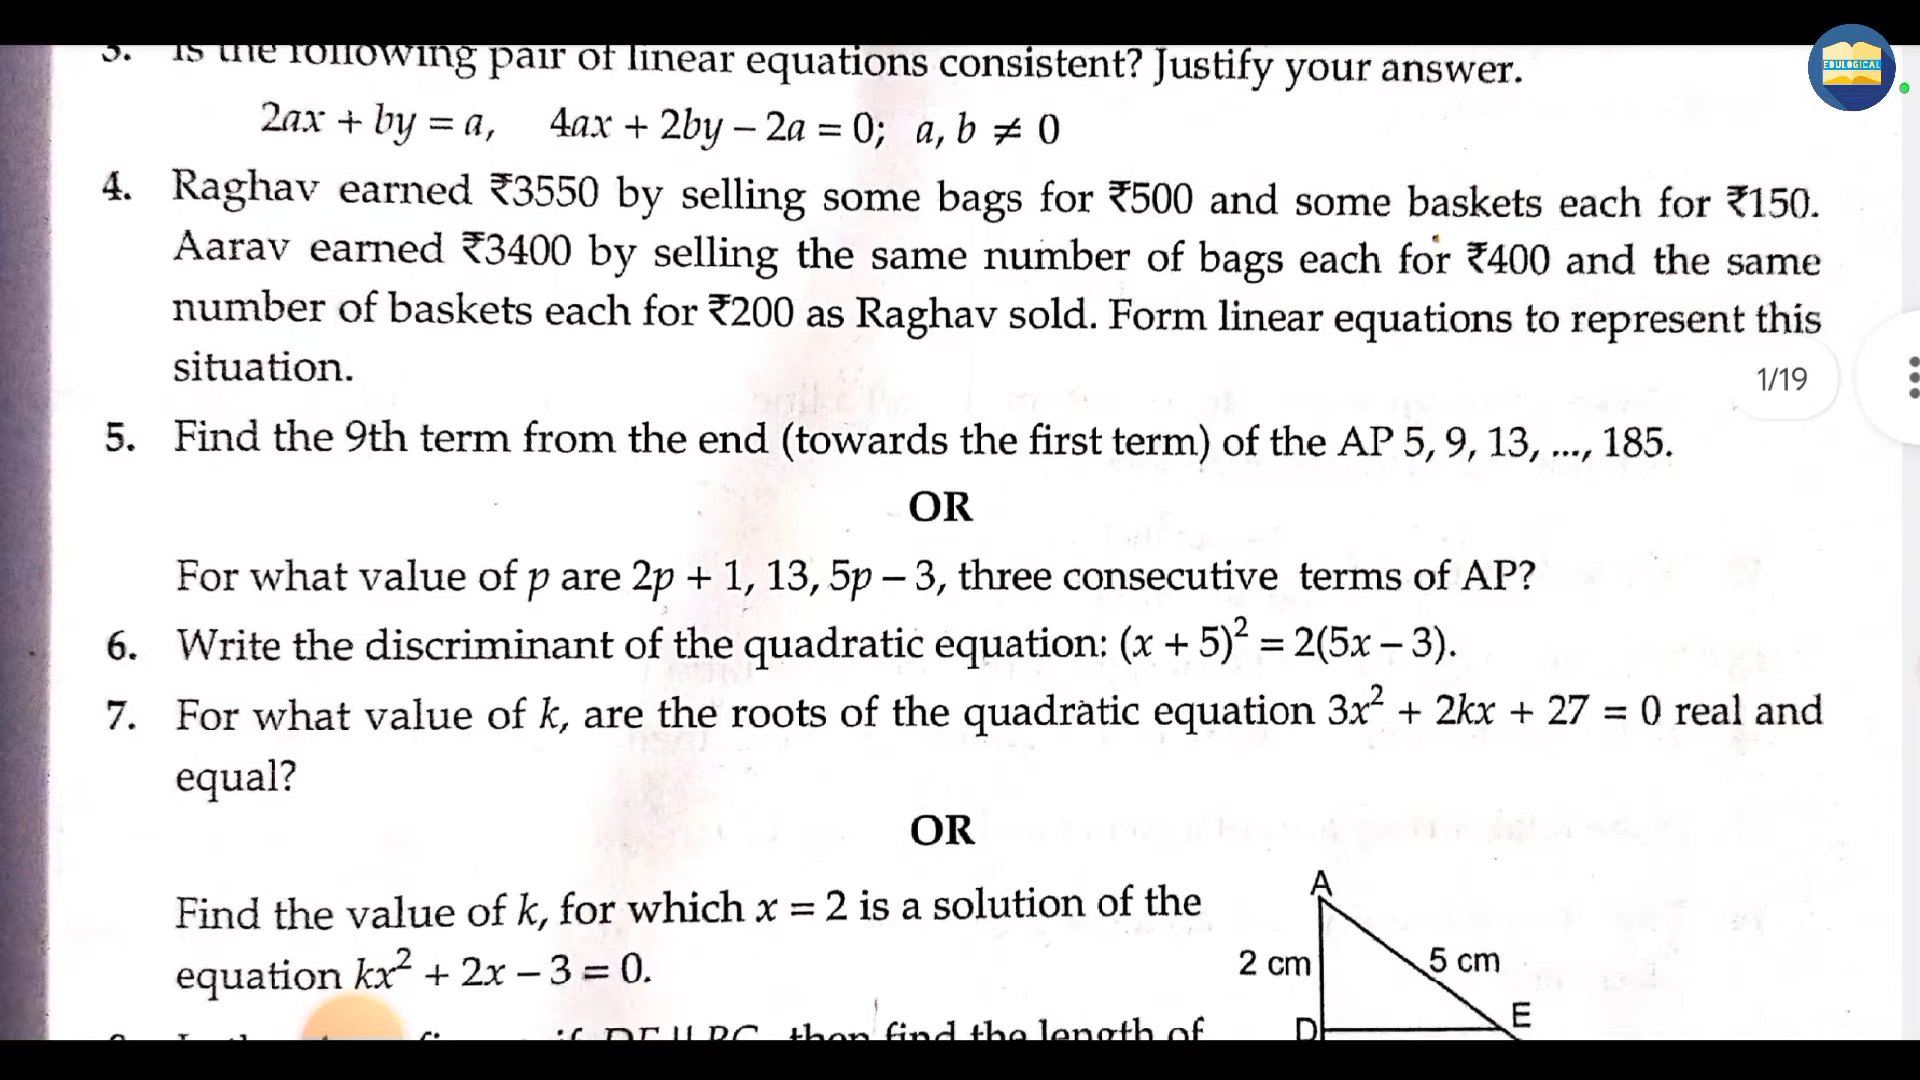 3. Is the following pair of linear equations consistent? Justify your answer.
2ax + by = a, 4ax + 2by – 2a = 0; a, b ≠ 0
EDULOGICAL
4. Raghav earned ₹3550 by selling some bags for ₹500 and some baskets each for ₹150.
Aarav earned ₹3400 by selling the same number of bags each for ₹400 and the same
number of baskets each for ₹200 as Raghav sold. Form linear equations to represent this
situation.
1/19
5. Find the 9th term from the end (towards the first term) of the AP 5, 9, 13, ..., 185.
OR
For what value of p are 2p + 1, 13, 5p – 3, three consecutive terms of AP?
6. Write the discriminant of the quadratic equation: (x + 5)² = 2(5x – 3).
7. For what value of k, are the roots of the quadratic equation 3x² + 2kx + 27 = 0 real and
equal?
OR
Find the value of k, for which x = 2 is a solution of the
equation kx² + 2x – 3 = 0.
A
2 cm
5 cm
D
E
if DE || BC, then find the length of